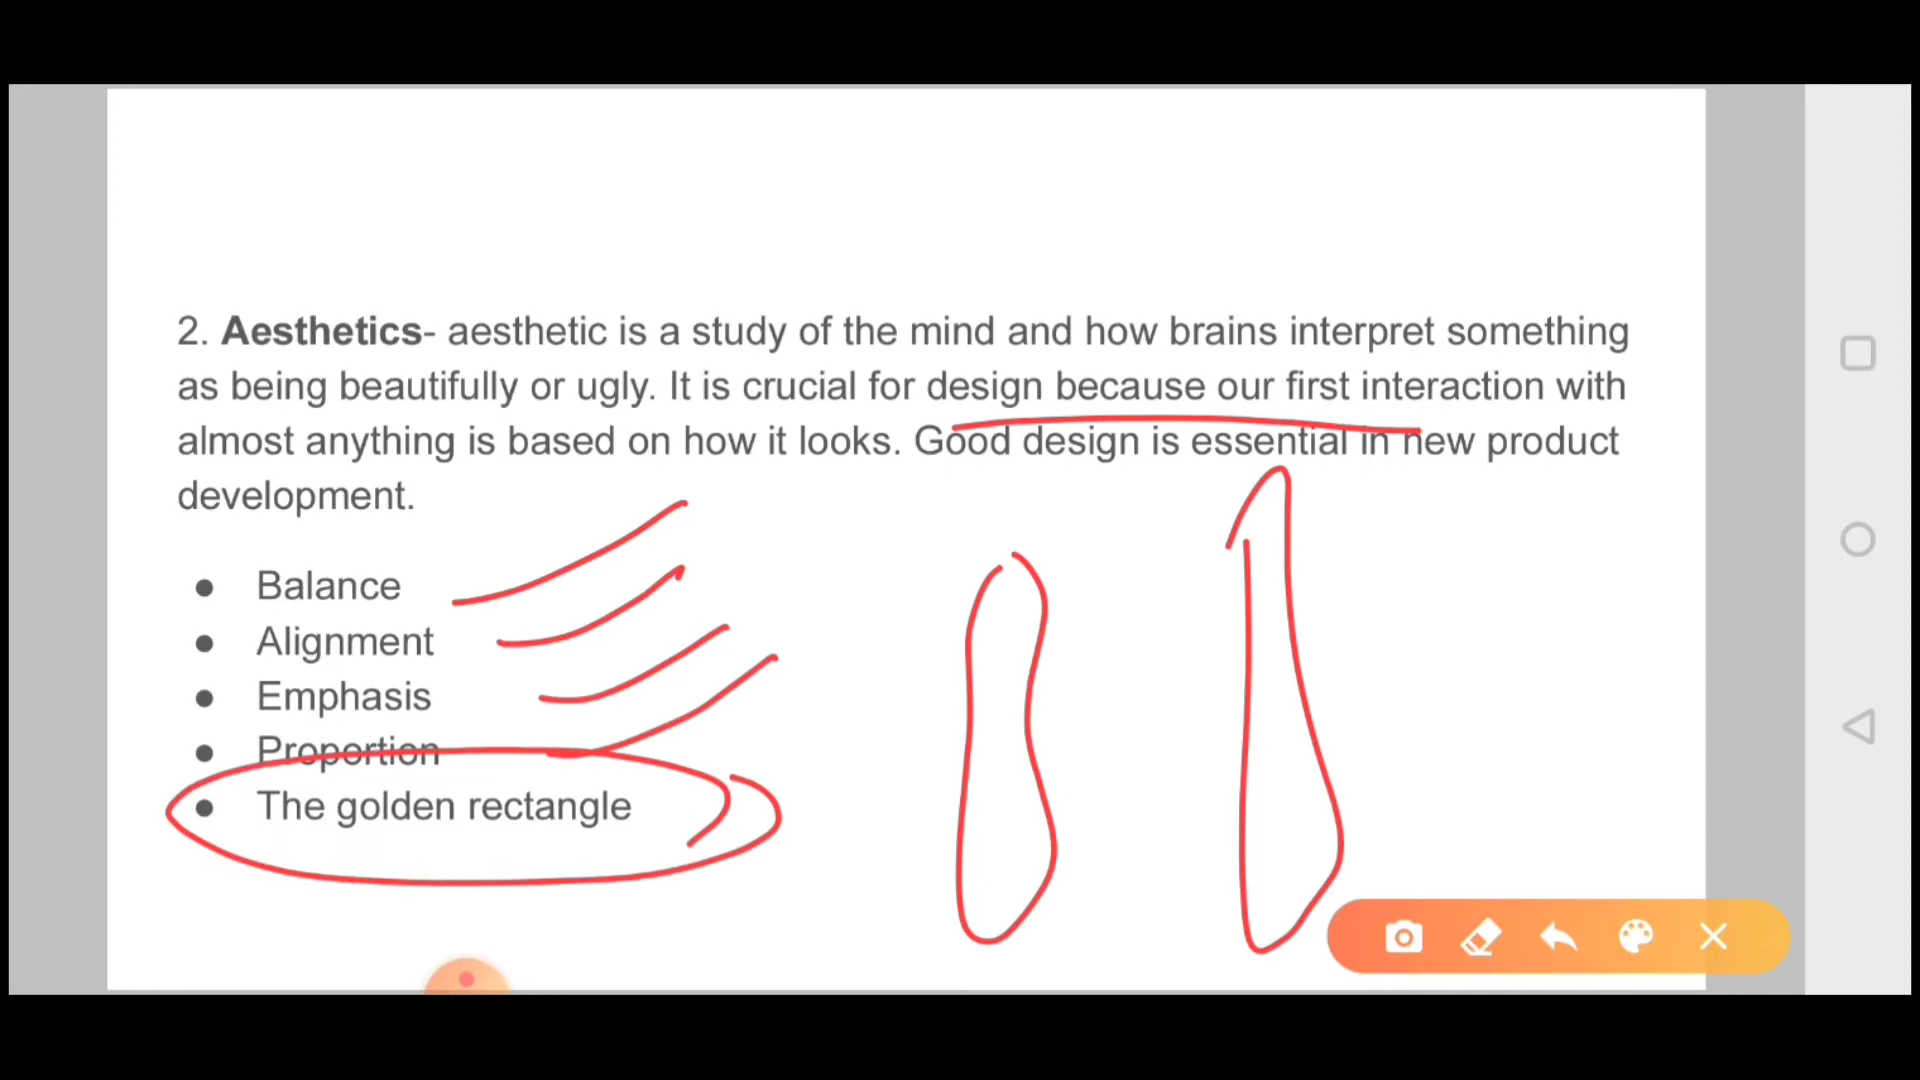 2. Aesthetics- aesthetic is a study of the mind and how brains interpret something
as being beautifully or ugly. It is crucial for design because our first interaction with
almost anything is based on how it looks. Good design is essential in new product
development.
● Balance
● Alignment
● Emphasis
● Proportion
● The golden rectangle